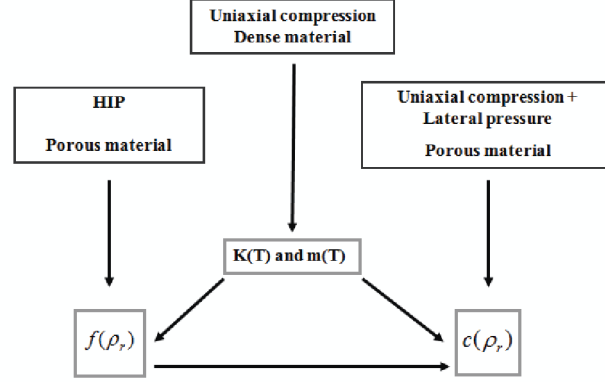 Uniaxial compression
Dense material
HIP
Porous material
Uniaxial compression +
Lateral pressure
Porous material
K(T) and m(T)
f(ρᵣ)
c(ρᵣ)